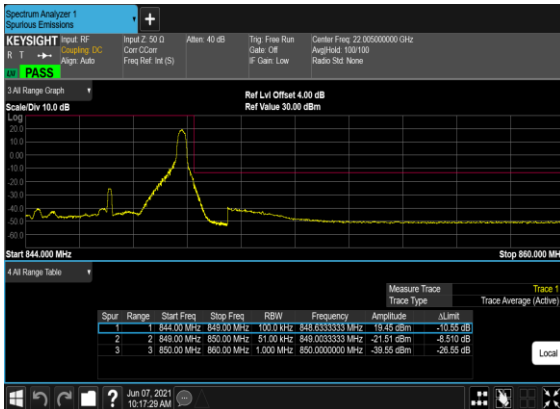 Spectrum Analyzer 1
Spurious Emissions
KEYSIGHT Input: RF Input Z: 50 Ω Atten: 40 dB Trig: Free Run Center Freq: 22.005000000 GHz
R T Coupling: DC Corr CCorr Gate: Off Avg|Hold: 100/100
Align: Auto Freq Ref: Int (S) IF Gain: Low Radio Std: None
PASS
3 All Range Graph
Ref Lvl Offset 4.00 dB
Scale/Div 10.0 dB Ref Value 30.00 dBm
Log
20.0
10.0
0.00
-10.0
-20.0
-30.0
-40.0
-50.0
-60.0
Start 844.000 MHz Stop 860.000 MH
4 All Range Table
Measure Trace Trace 1
Trace Type Trace Average (Active)
Spur Range Start Freq Stop Freq RBW Frequency Amplitude ΔLimit
1 1 844.00 MHz 849.00 MHz 100.0 kHz 848.6333333 MHz 19.45 dBm -10.55 dB
2 2 849.00 MHz 850.00 MHz 51.00 kHz 849.0033333 MHz -21.51 dBm -8.510 dB
3 3 850.00 MHz 860.00 MHz 1.000 MHz 850.0000000 MHz -39.55 dBm -26.55 dB
Local
? Jun 07, 2021
10:17:29 AM